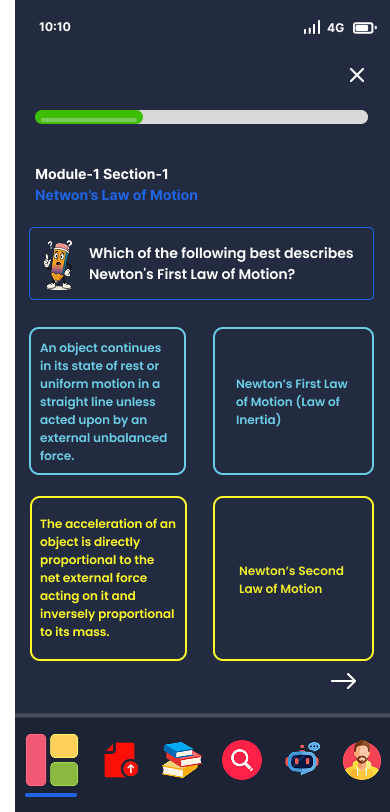 10:10
4G
Module-1 Section-1
Netwon's Law of Motion
Which of the following best describes
Newton's First Law of Motion?
An object continues
in its state of rest or
uniform motion in a
straight line unless
acted upon by an
external unbalanced
force.
Newton's First Law
of Motion (Law of
Inertia)
The acceleration of an
object is directly
proportional to the
net external force
acting on it and
inversely proportional
to its mass.
Newton's Second
Law of Motion